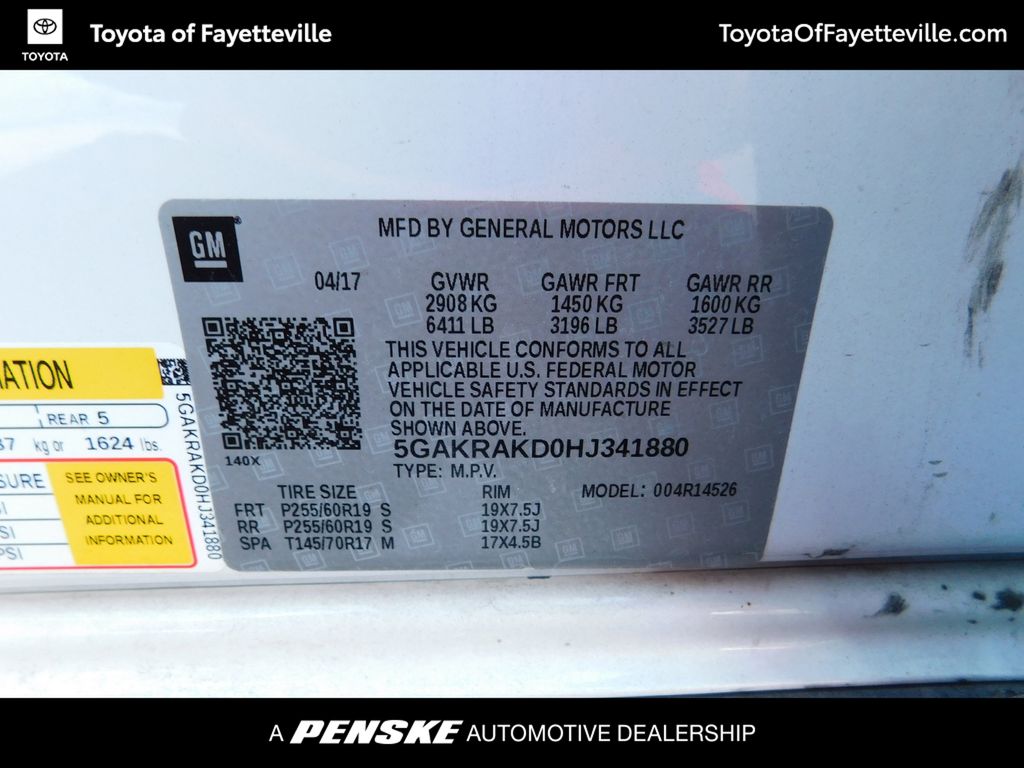 TOYOTA
Toyota of Fayetteville
ToyotaOfFayetteville.com
GM
MFD BY GENERAL MOTORS LLC
04/17 GVWR GAWR FRT GAWR RR
2908 KG 1450 KG 1600 KG
6411 LB 3196 LB 3527 LB
THIS VEHICLE CONFORMS TO ALL
APPLICABLE U.S. FEDERAL MOTOR
VEHICLE SAFETY STANDARDS IN EFFECT
ON THE DATE OF MANUFACTURE
SHOWN ABOVE.
5GAKRAKD0HJ341880
140X
TYPE: M.P.V.
TIRE SIZE RIM MODEL: 004R14526
FRT P255/60R19 S 19X7.5J
RR P255/60R19 S 19X7.5J
SPA T145/70R17 M 17X4.5B
REAR 5
kg or 1624 lbs.
SEE OWNER'S
MANUAL FOR
ADDITIONAL
INFORMATION
5GAKRAKD0HJ341880
A PENSKE AUTOMOTIVE DEALERSHIP